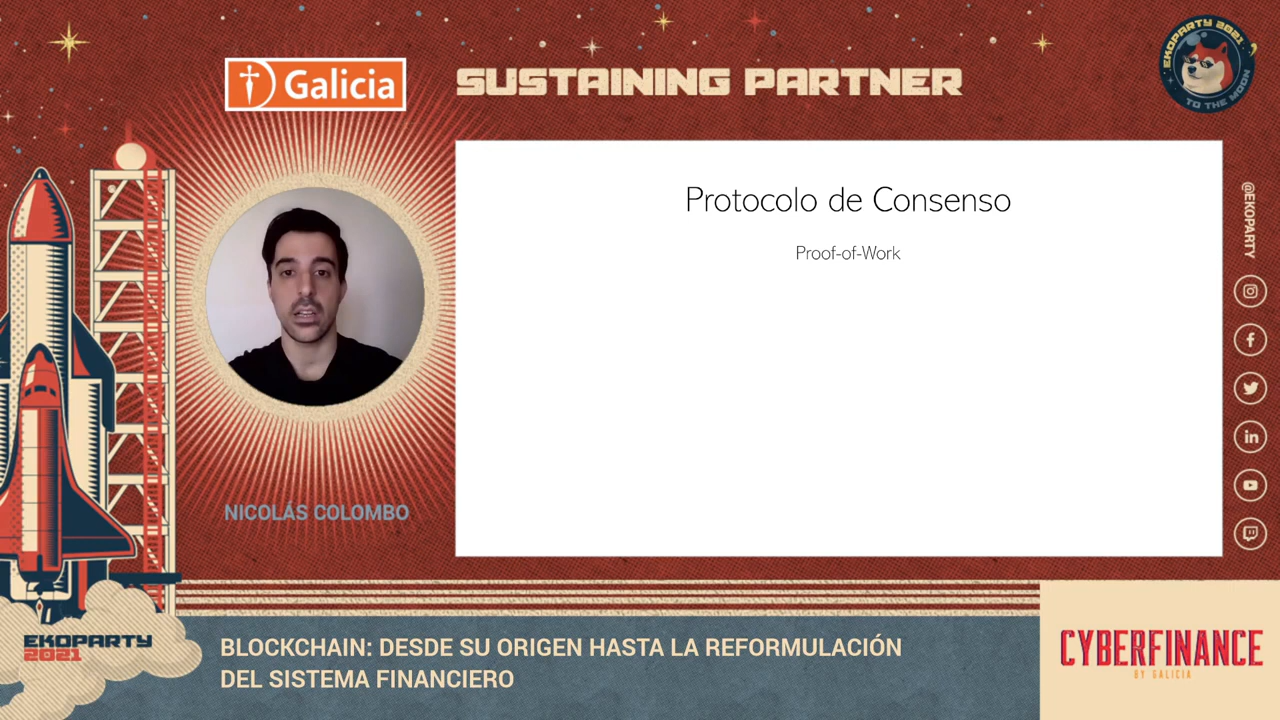 Galicia
SUSTAINING PARTNER
EKOPARTY 2021
TO THE MOON
Protocolo de Consenso
Proof-of-Work
@EKOPARTY
NICOLÁS COLOMBO
EKOPARTY
2021
BLOCKCHAIN: DESDE SU ORIGEN HASTA LA REFORMULACIÓN
DEL SISTEMA FINANCIERO
CYBERFINANCE
BY GALICIA